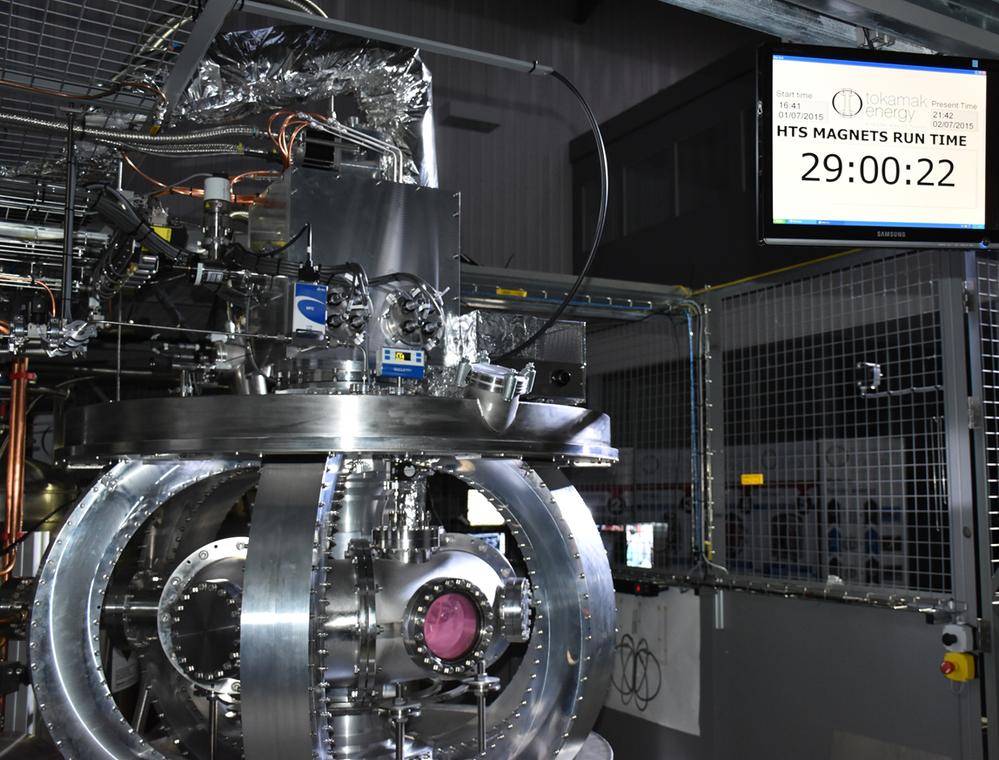 Start time
16:41
01/07/2015
tokamak
energy
Present Time
21:42
02/07/2015
HTS MAGNETS RUN TIME
29:00:22
SAMSUNG
MPC